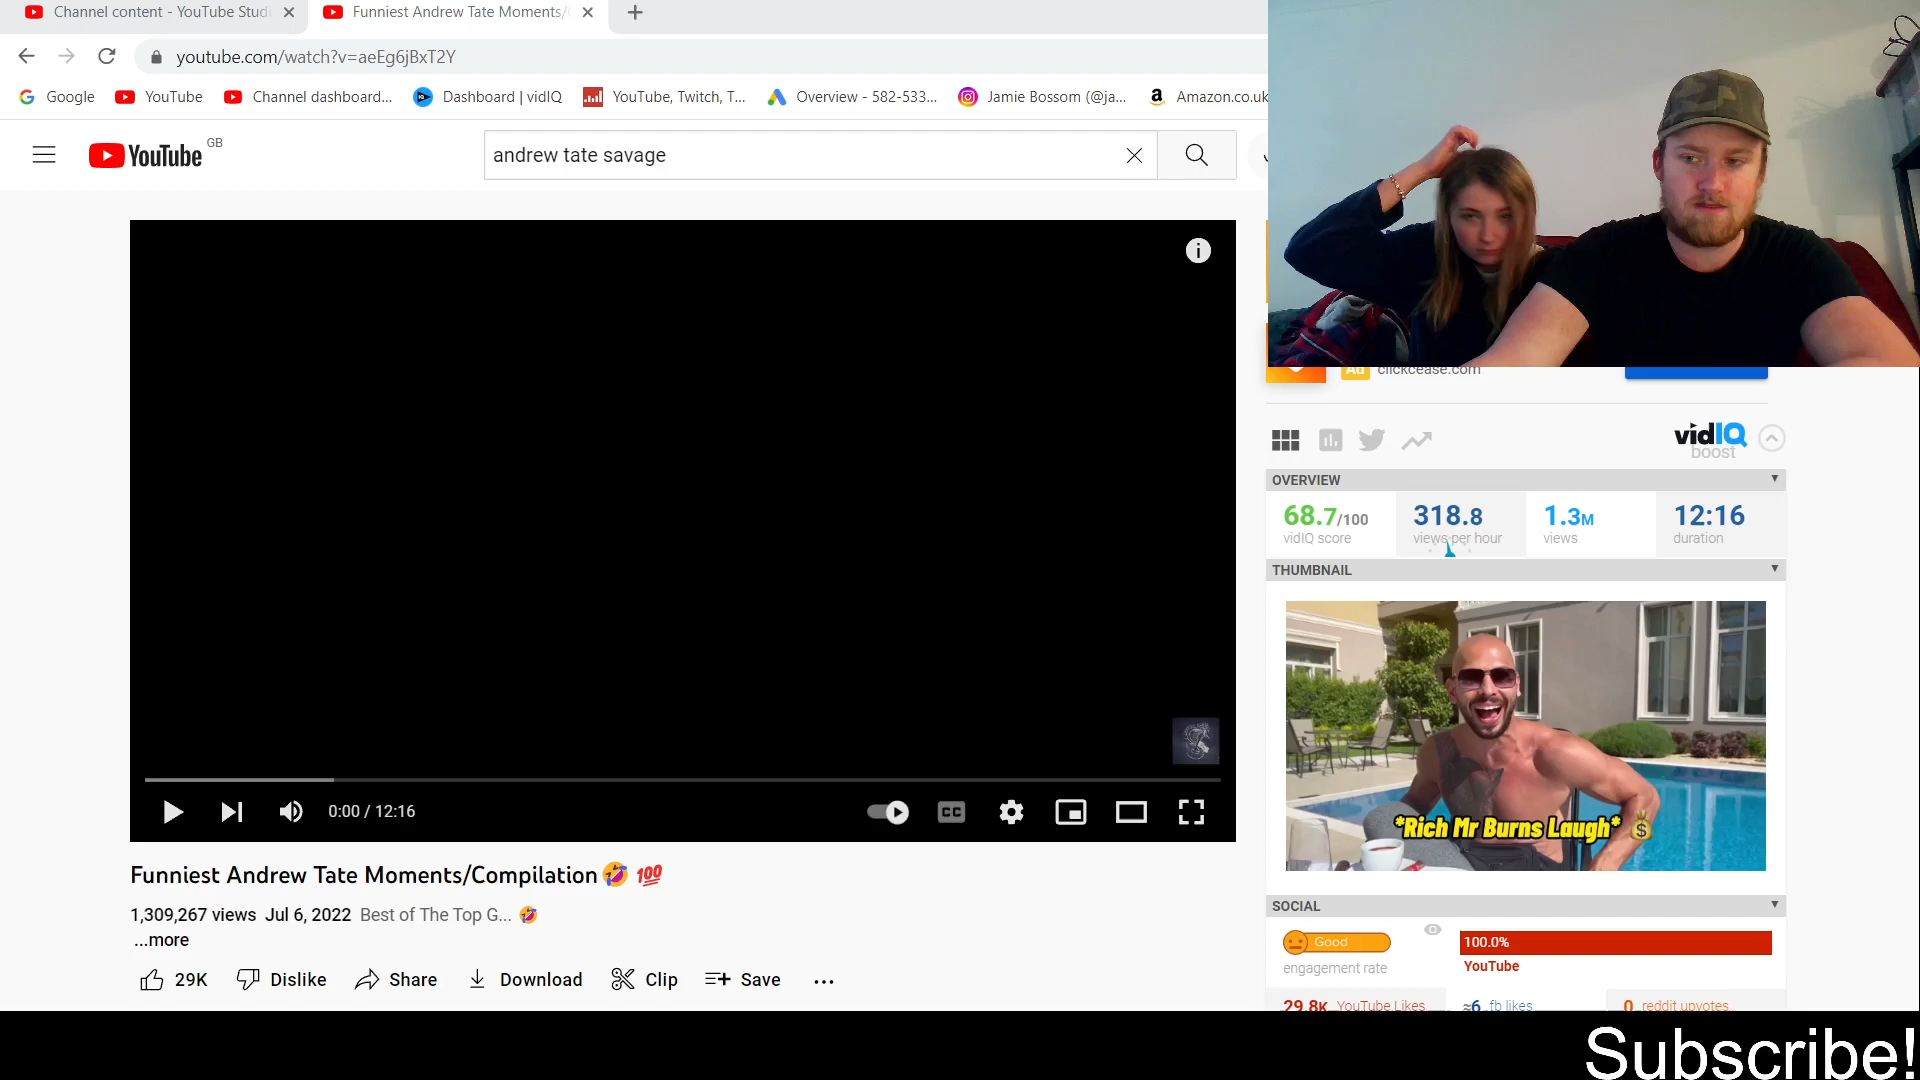 Channel content - YouTube Stud
Funniest Andrew Tate Moments/
youtube.com/watch?v=aeEg6jBxT2Y
Google
YouTube
Channel dashboard...
Dashboard | vidIQ
YouTube, Twitch, T...
Overview - 582-533...
Jamie Bossom (@ja...
Amazon.co.uk
YouTube GB
andrew tate savage
Ad clickcease.com
vidIQ
boost
OVERVIEW
68.7/100
318.8
1.3M
12:16
vidIQ score
views per hour
views
duration
THUMBNAIL
*Rich Mr Burns Laugh*
0:00 / 12:16
CC
Funniest Andrew Tate Moments/Compilation🤣 💯
1,309,267 views Jul 6, 2022 Best of The Top G... 🤣
...more
29K
Dislike
Share
Download
Clip
Save
SOCIAL
Good
engagement rate
100.0%
YouTube
29.8K YouTube Likes
≈6 fb likes
0 reddit upvotes
Subscribe!